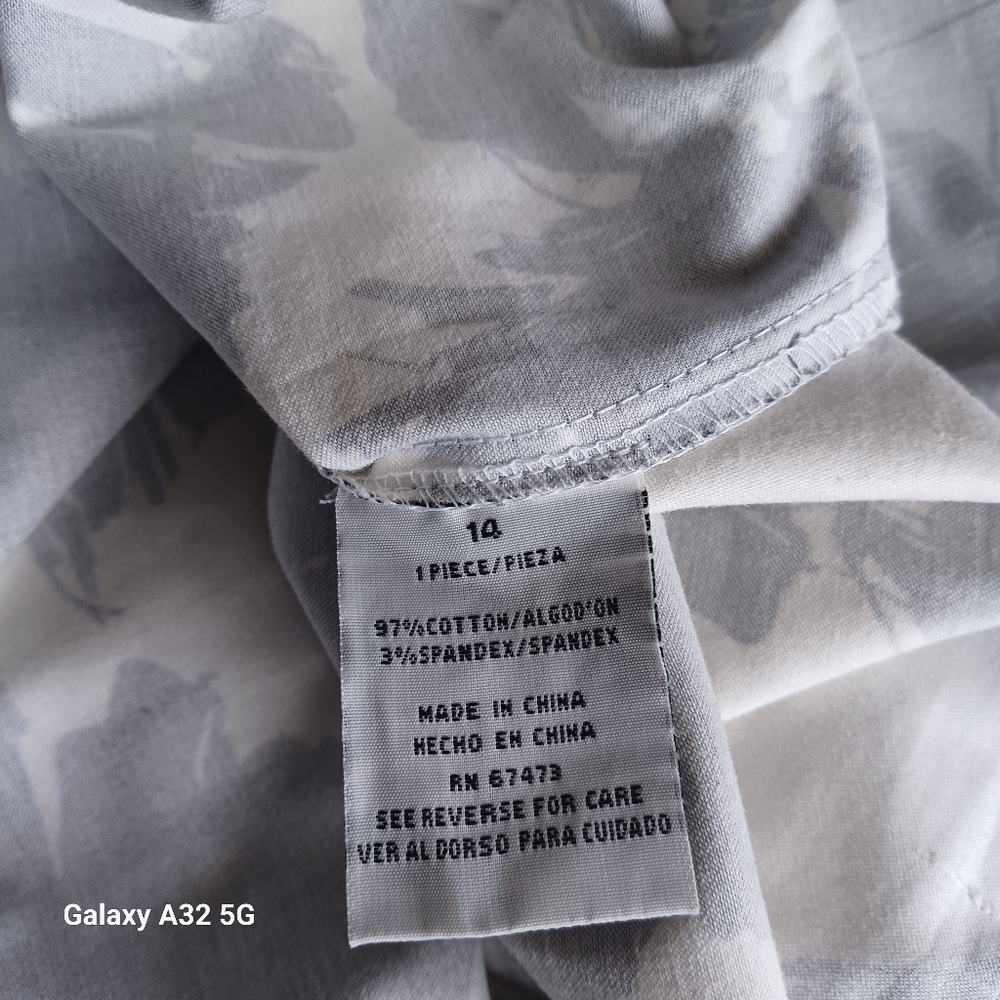 14
1 PIECE/PIEZA
97%COTTON/ALGOD'ON
3%SPANDEX/SPANDEX
MADE IN CHINA
HECHO EN CHINA
RN 67473
SEE REVERSE FOR CARE
VER AL DORSO PARA CUIDADO
Galaxy A32 5G